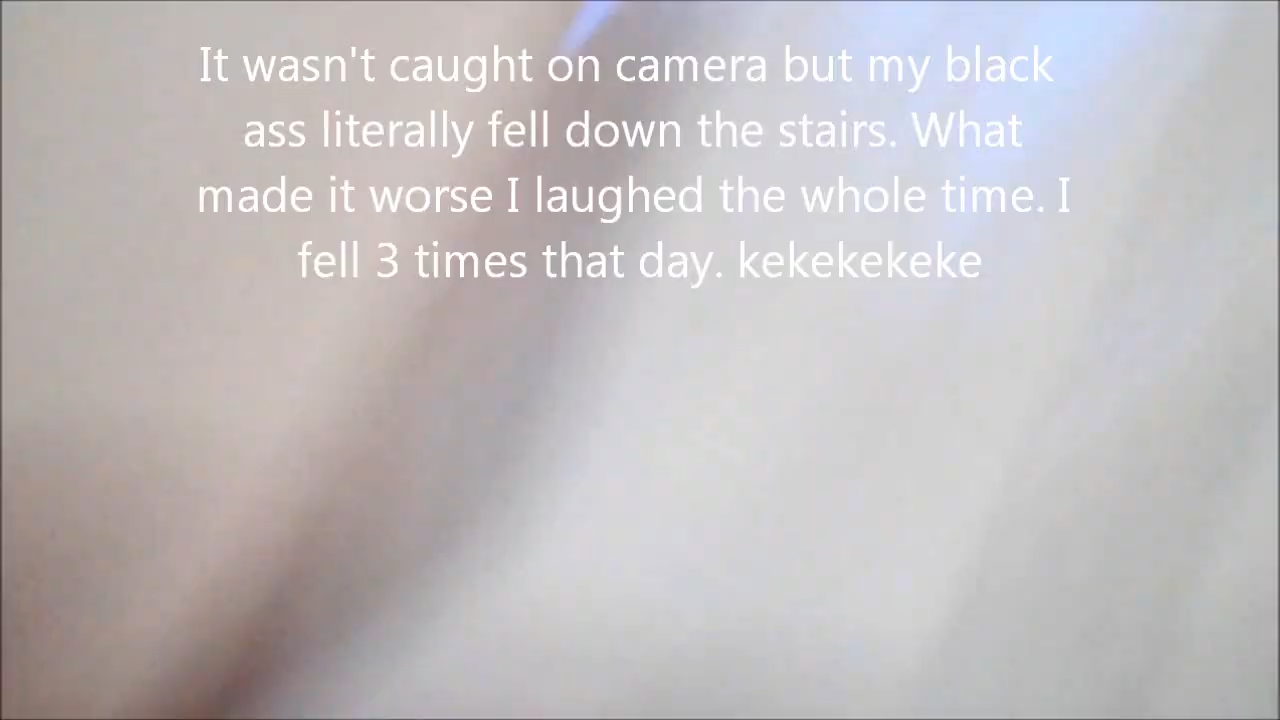 It wasn't caught on camera but my black
ass literally fell down the stairs. What
made it worse I laughed the whole time. I
fell 3 times that day. kekekekeke